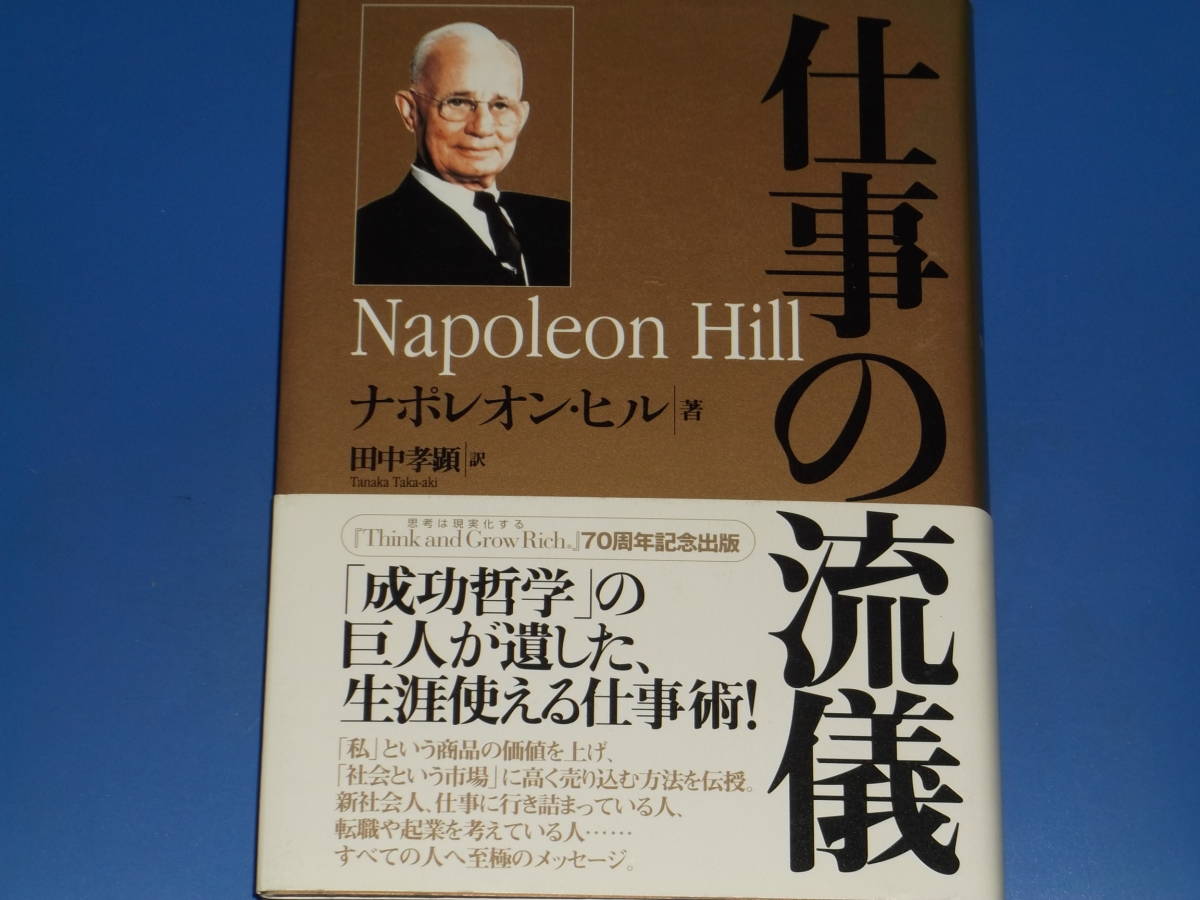 仕事の流儀
Napoleon Hill
ナポレオン・ヒル 著
田中孝顕 訳
Tanaka Taka-aki
思考は現実化する
『Think and Grow Rich®』70周年記念出版
「成功哲学」の
巨人が遺した、
生涯使える仕事術!
「私」という商品の価値を上げ、
「社会という市場」に高く売り込む方法を伝授。
新社会人、仕事に行き詰まっている人、
転職や起業を考えている人……
すべての人へ至極のメッセージ。